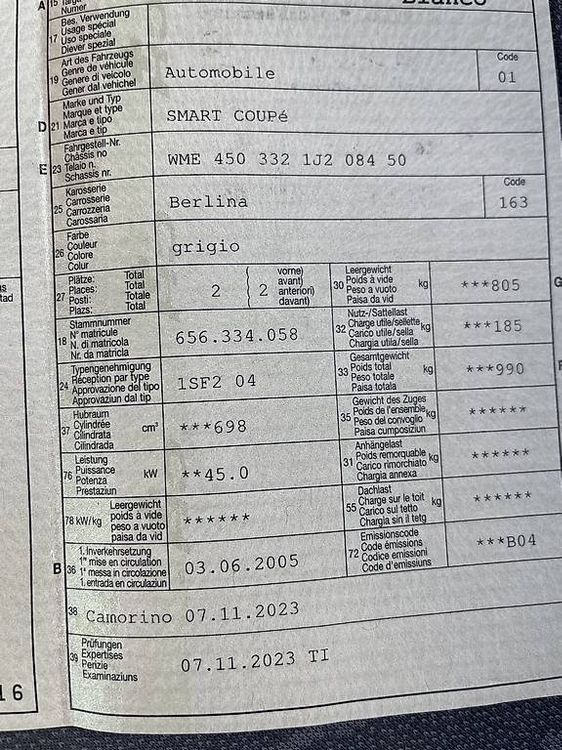 A 15 Targa Bianco
Numer
Bes. Verwendung
Usage spécial
17 Uso speciale
Diever spezial
Art des Fahrzeugs
Genre de véhicule
19 Genere di veicolo
Gener dal vehichel
Automobile
Code
01
Marke und Typ
Marque et type
D 21 Marca e tipo
Marca e tip
SMART COUPé
Fahrgestell-Nr.
Châssis no
E 23 Telaio n.
Schassis nr.
WME 450 332 1J2 084 50
Karosserie
Carrosserie
25 Carrozzeria
Carossaria
Berlina
Code
163
Farbe
Couleur
26 Colore
Colur
grigio
Plätze: Total
Places: Total
27 Posti: Totale
Plazs: Total
2 ( 2 vorne)
avant)
anteriori)
davant)
Leergewicht
30 Poids à vide kg
Peso a vuoto
Paisa da vid
***805
Stammnummer
18 N° matricule
N. di matricola
Nr. da matricla
656.334.058
Nutz-/Sattellast
32 Charge utile/sellette kg
Carico utile/sella
Chargia utila/sella
***185
Typengenehmigung
24 Réception par type
Approvazione del tipo
Approvaziun dal tip
1SF2 04
Gesamtgewicht
33 Poids total kg
Peso totale
Paisa totala
***990
Hubraum
37 Cylindrée cm³
Cilindrata
Cilindrada
***698
Gewicht des Zuges
35 Poids de l'ensemble kg
Peso del convoglio
Paisa cumposiziun
******
Leistung
76 Puissance kW
Potenza
Prestaziun
**45.0
Anhängelast
31 Poids remorquable kg
Carico rimorchiato
Chargia annexa
******
Leergewicht
78 kW/kg poids à vide
peso a vuoto
paisa da vid
******
Dachlast
55 Charge sur le toit kg
Carico sul tetto
Chargia sin il tetg
******
1. Inverkehrsetzung
B 36 1re mise en circulation
1a messa in circolazione
1. entrada en circulaziun
03.06.2005
Emissionscode
72 Code émissions
Codice emissioni
Code d'emissiuns
***B04
38 Camorino 07.11.2023
Prüfungen
39 Expertises
Perizie
Examinaziuns
07.11.2023 TI
16